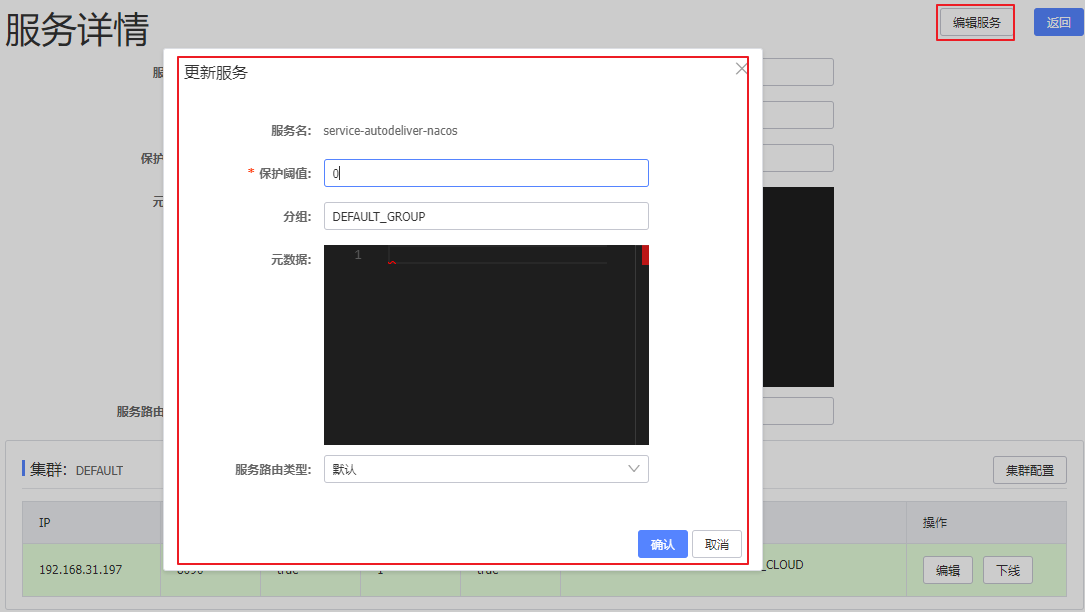 服务详情
编辑服务
返回
更新服务
服务名: service-autodeliver-nacos
* 保护阈值: 0
分组: DEFAULT_GROUP
元数据: 1
服务路由类型: 默认
确认
取消
服
保护
元
服务路由
集群: DEFAULT
集群配置
IP
操作
192.168.31.197
true
1
true
_CLOUD
编辑
下线